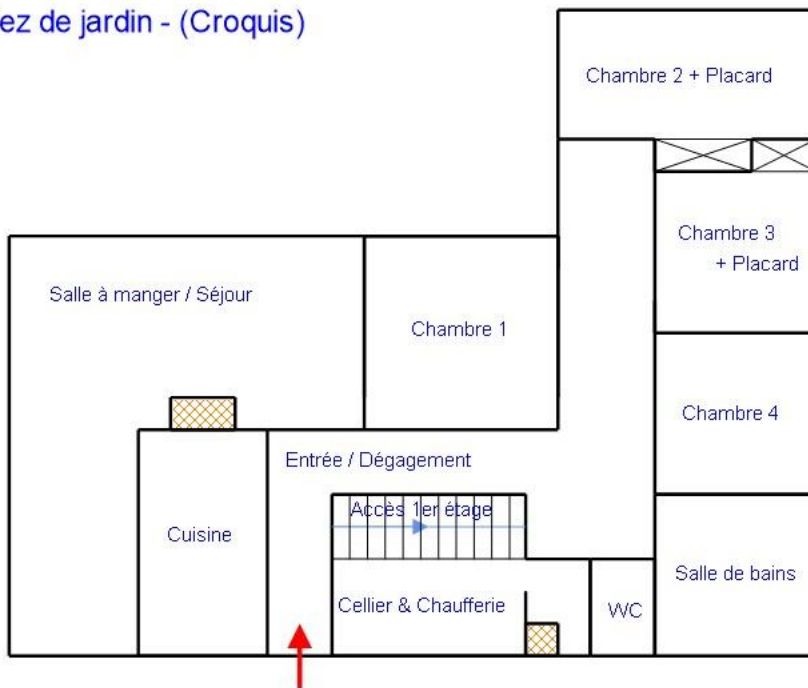 ez de jardin - (Croquis)
Chambre 2 + Placard
Chambre 3
+ Placard
Salle à manger / Séjour
Chambre 1
Chambre 4
Entrée / Dégagement
Accès 1er étage
Cuisine
Salle de bains
Cellier & Chaufferie
WC